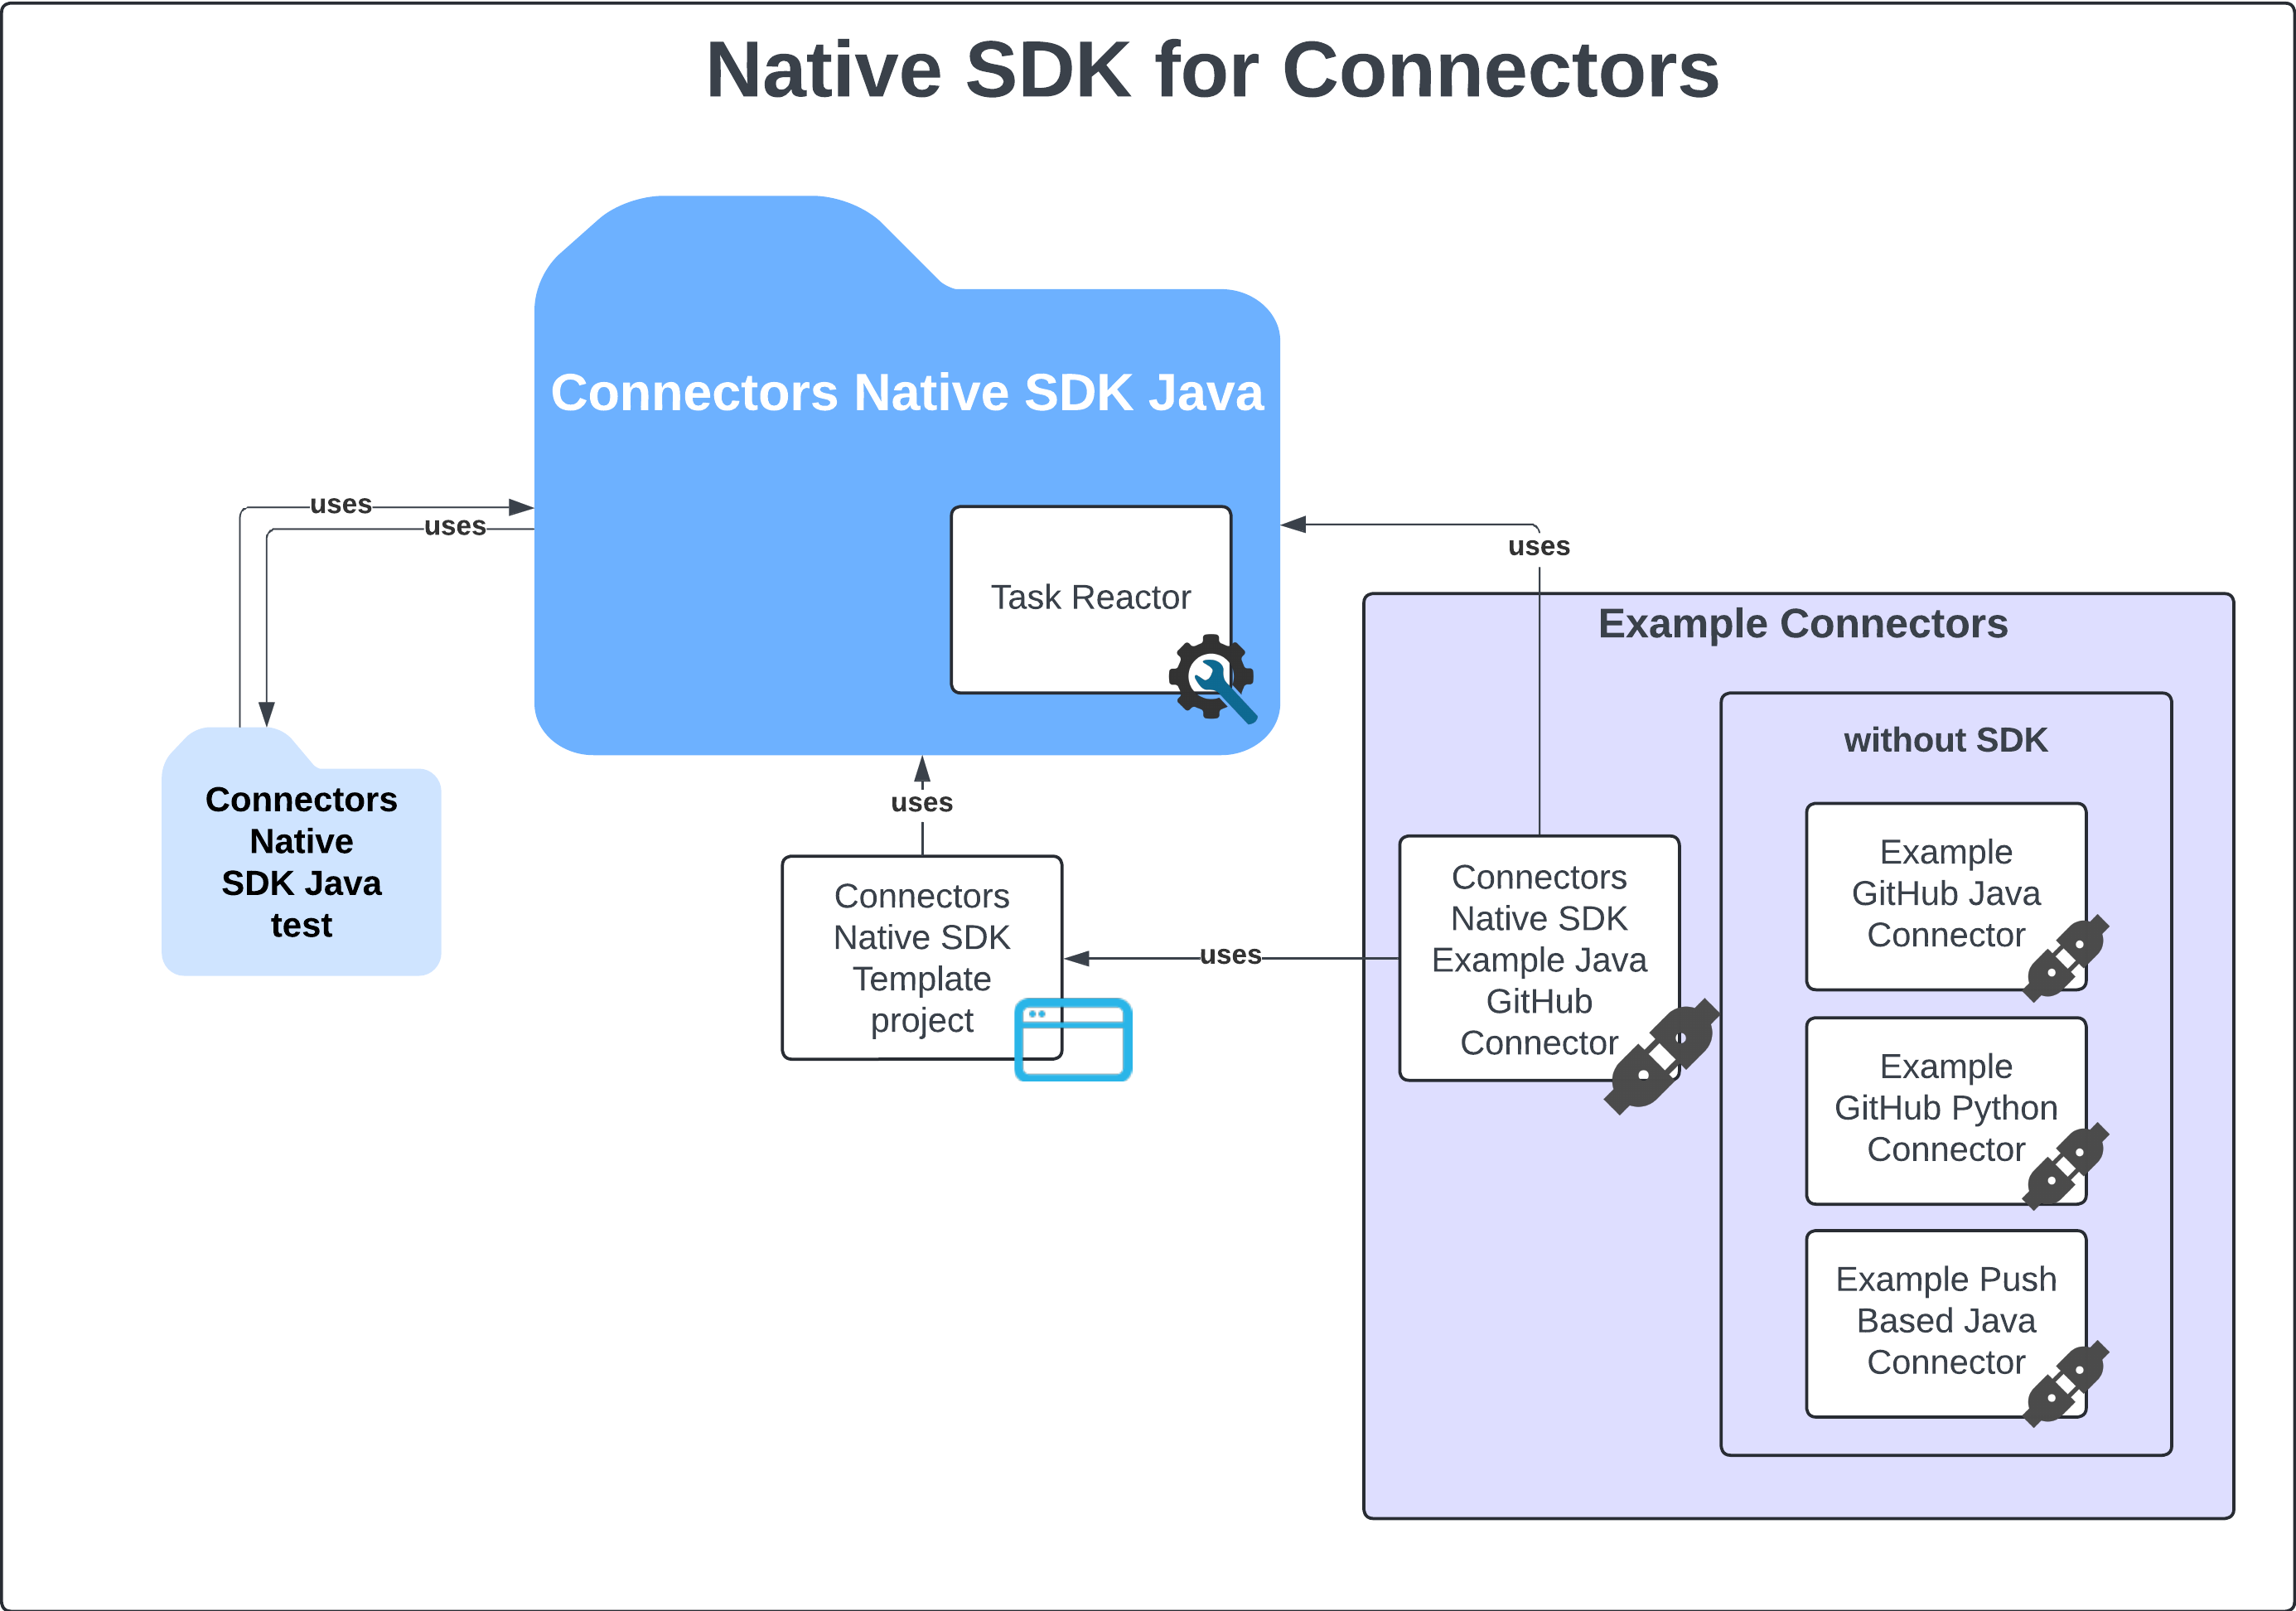 Native SDK for Connectors
Connectors Native SDK Java
Task Reactor
uses
uses
Connectors
Native
SDK Java
test
uses
Connectors
Native SDK
Template
project
uses
uses
Example Connectors
Connectors
Native SDK
Example Java
GitHub
Connector
without SDK
Example
GitHub Java
Connector
Example
GitHub Python
Connector
Example Push
Based Java
Connector